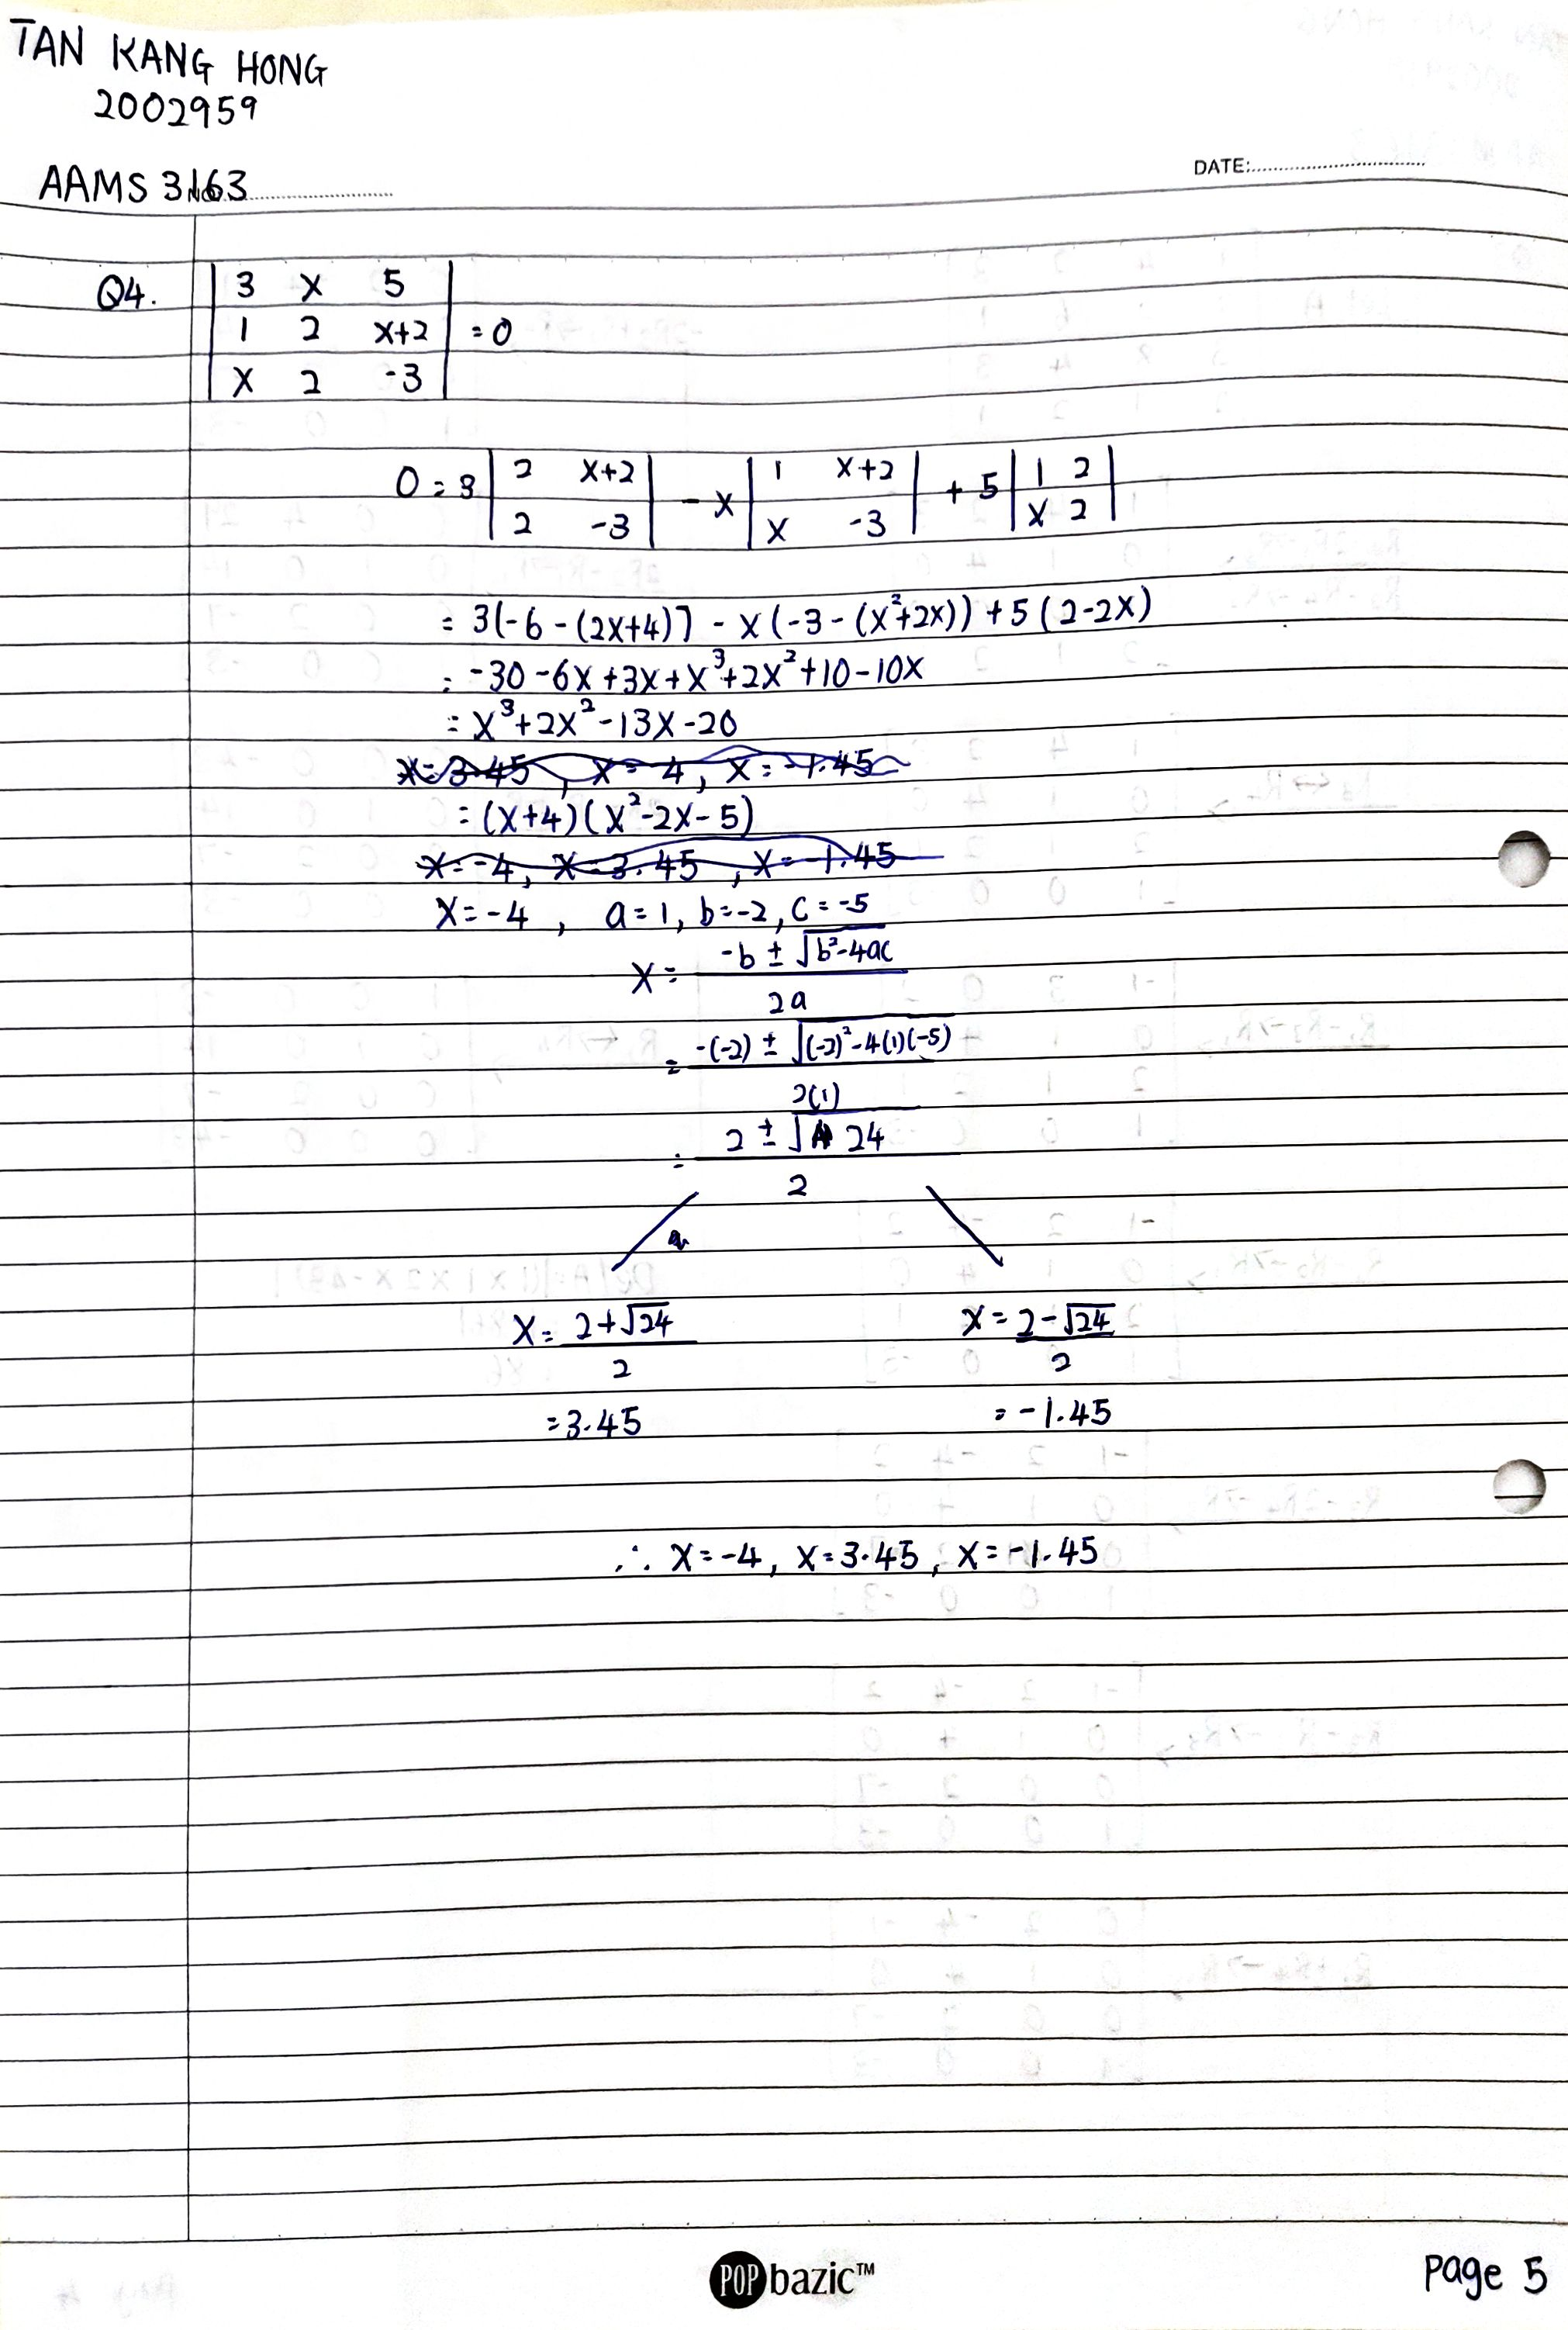 TAN KANG HONG
2002959
AAMS 3163
DATE:
Q4. | 3 x 5 |
| 1 2 x+2 | = 0
| x 2 -3 |
0 = 3 | 2 x+2 | - x | 1 x+2 | + 5 | 1 2 |
| 2 -3 | | x -3 | | x 2 |
= 3(-6 - (2x+4)) - x(-3 - (x²+2x)) + 5(2-2x)
= -30 - 6x + 3x + x³ + 2x² + 10 - 10x
= x³ + 2x² - 13x - 20
x = 3.45, x = -4, x = -1.45
= (x+4)(x² - 2x - 5)
x = -4, x = 3.45, x = -1.45
x = -4, a = 1, b = -2, c = -5
x = -b ± √b²-4ac
2a
= -(-2) ± √(-2)²-4(1)(-5)
2(1)
= 2 ± √24
2
x = 2+√24 x = 2-√24
2 2
= 3.45 = -1.45
∴ x = -4, x = 3.45, x = -1.45
POP bazic™
Page 5